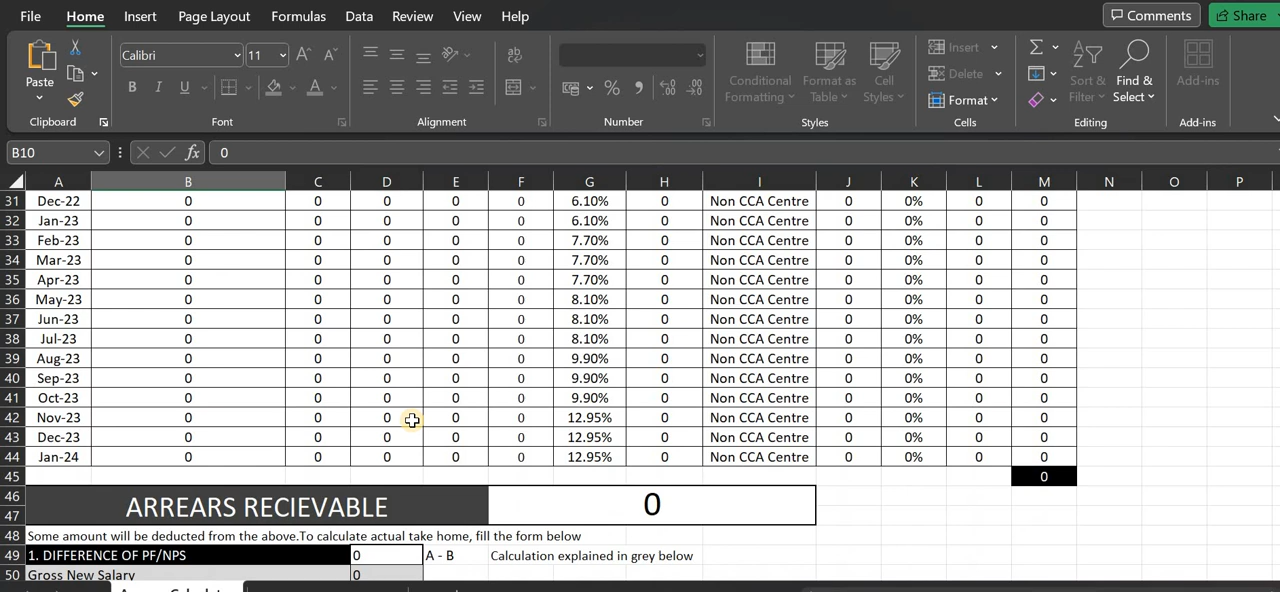 File Home Insert Page Layout Formulas Data Review View Help Comments Share
Calibri 11 Insert
Paste Delete
Conditional Formatting Format as Table Cell Styles Format Sort & Filter Find & Select Add-ins
Clipboard Font Alignment Number Styles Cells Editing Add-ins
B10 fx 0
A B C D E F G H I J K L M N O P
31 Dec-22 0 0 0 0 0 6.10% 0 Non CCA Centre 0 0% 0 0
32 Jan-23 0 0 0 0 0 6.10% 0 Non CCA Centre 0 0% 0 0
33 Feb-23 0 0 0 0 0 7.70% 0 Non CCA Centre 0 0% 0 0
34 Mar-23 0 0 0 0 0 7.70% 0 Non CCA Centre 0 0% 0 0
35 Apr-23 0 0 0 0 0 7.70% 0 Non CCA Centre 0 0% 0 0
36 May-23 0 0 0 0 0 8.10% 0 Non CCA Centre 0 0% 0 0
37 Jun-23 0 0 0 0 0 8.10% 0 Non CCA Centre 0 0% 0 0
38 Jul-23 0 0 0 0 0 8.10% 0 Non CCA Centre 0 0% 0 0
39 Aug-23 0 0 0 0 0 9.90% 0 Non CCA Centre 0 0% 0 0
40 Sep-23 0 0 0 0 0 9.90% 0 Non CCA Centre 0 0% 0 0
41 Oct-23 0 0 0 0 0 9.90% 0 Non CCA Centre 0 0% 0 0
42 Nov-23 0 0 0 0 0 12.95% 0 Non CCA Centre 0 0% 0 0
43 Dec-23 0 0 0 0 0 12.95% 0 Non CCA Centre 0 0% 0 0
44 Jan-24 0 0 0 0 0 12.95% 0 Non CCA Centre 0 0% 0 0
45 0
46
ARREARS RECIEVABLE 0
47
48 Some amount will be deducted from the above.To calculate actual take home, fill the form below
49 1. DIFFERENCE OF PF/NPS 0 A - B Calculation explained in grey below
50 Gross New Salary 0